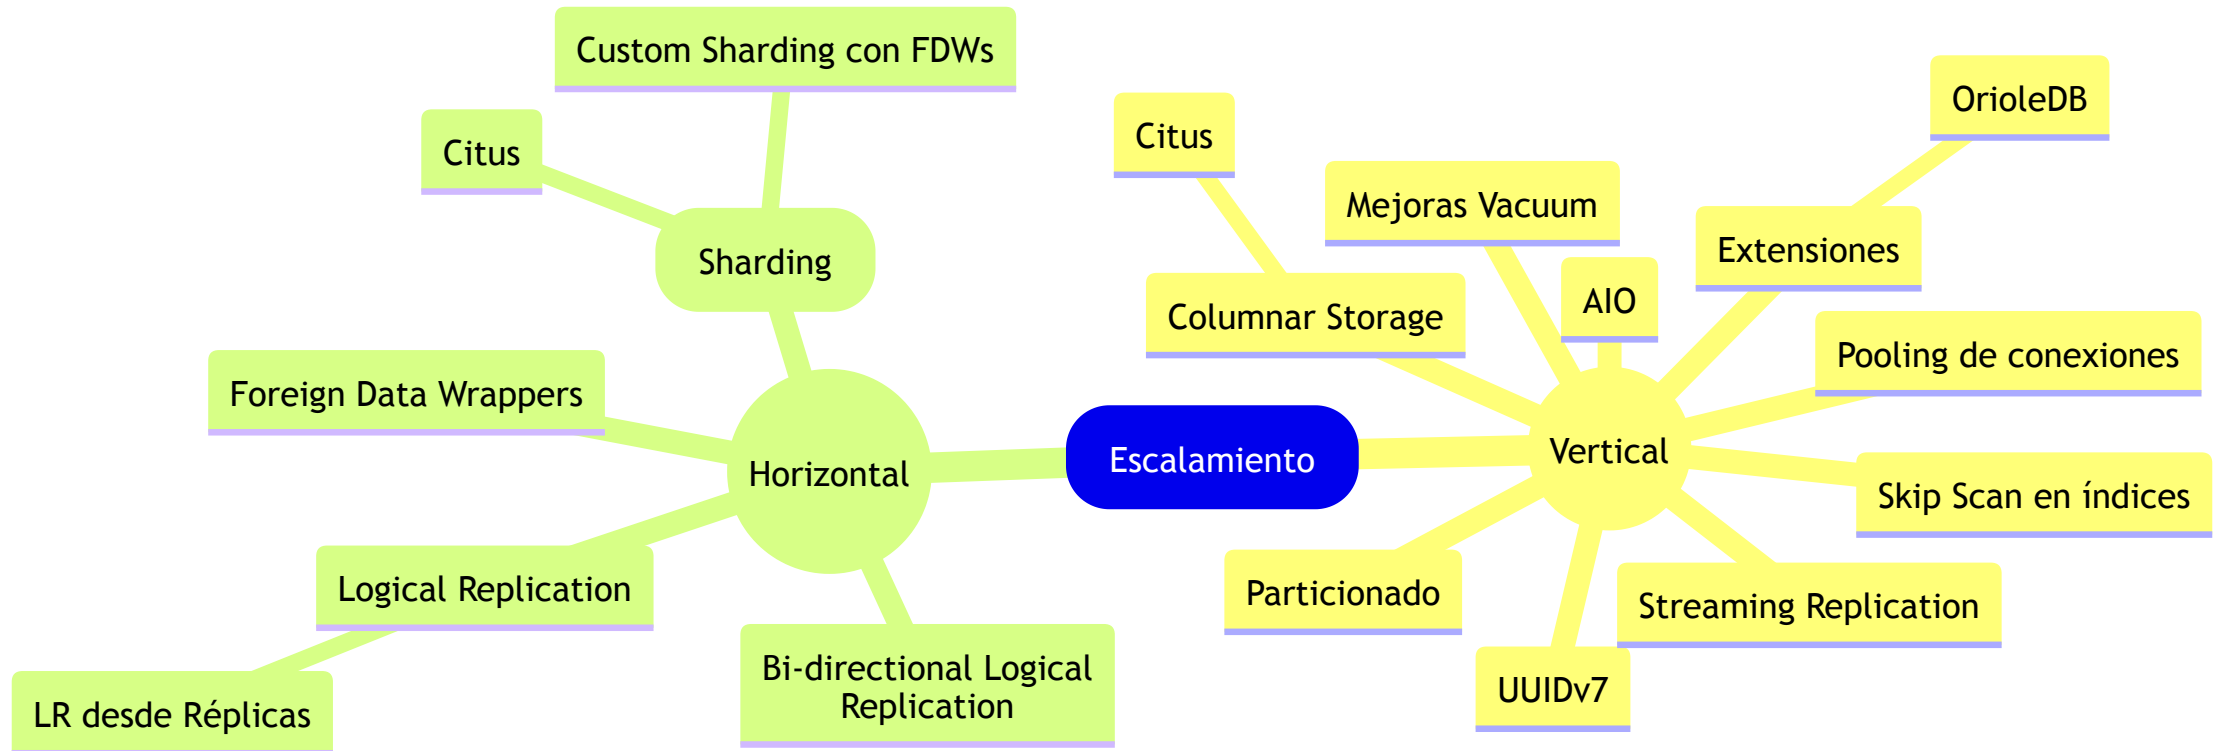 Custom Sharding con FDWs
Citus
Sharding
Foreign Data Wrappers
Horizontal
Logical Replication
LR desde Réplicas
Bi-directional Logical
Replication
Escalamiento
Citus
Columnar Storage
Mejoras Vacuum
AIO
OrioleDB
Extensiones
Pooling de conexiones
Vertical
Skip Scan en índices
Streaming Replication
Particionado
UUIDv7